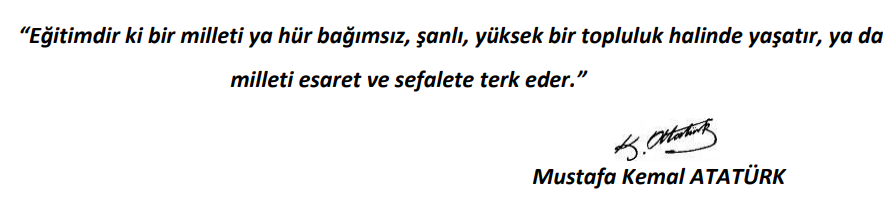 “Eğitimdir ki bir milleti ya hür bağımsız, şanlı, yüksek bir topluluk halinde yaşatır, ya da
milleti esaret ve sefalete terk eder.”
K. Atatürk
Mustafa Kemal ATATÜRK